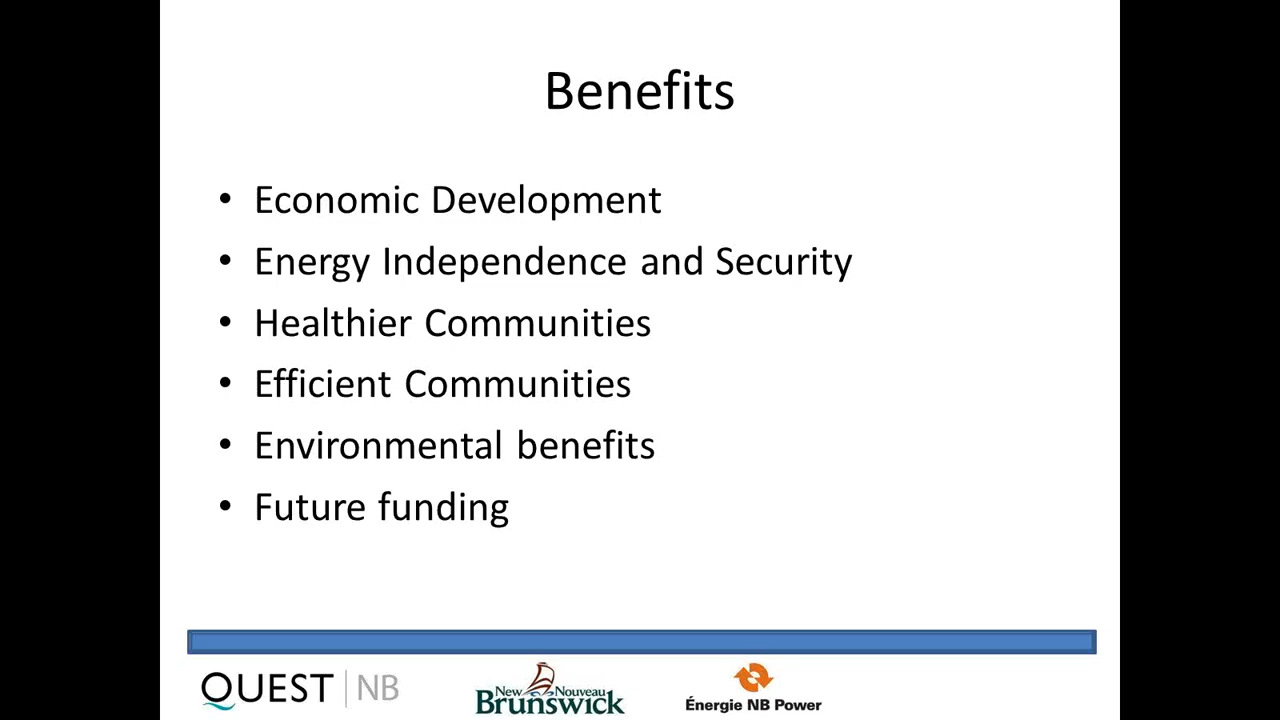 Benefits
• Economic Development
• Energy Independence and Security
• Healthier Communities
• Efficient Communities
• Environmental benefits
• Future funding
QUEST | NB
New Nouveau
Brunswick
Énergie NB Power